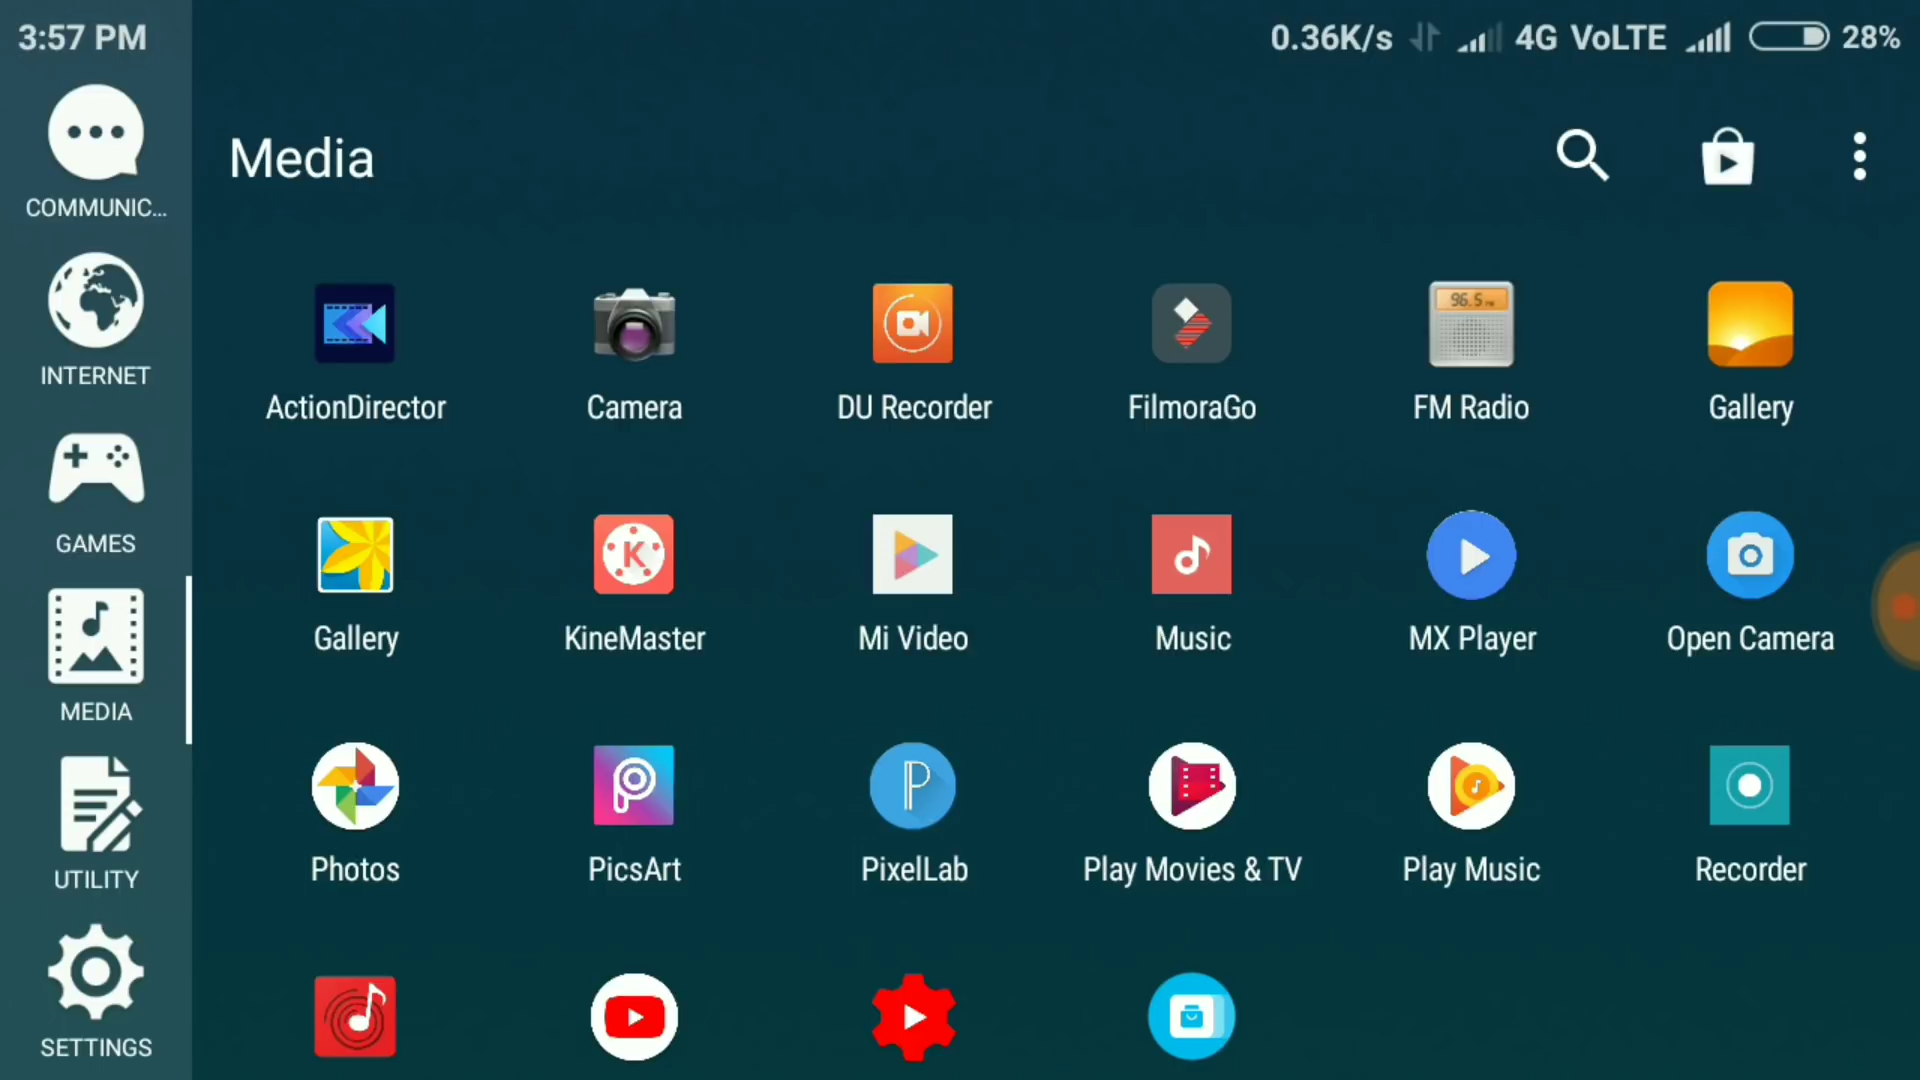 3:57 PM
0.36K/s 4G VoLTE 28%
COMMUNIC...
INTERNET
GAMES
MEDIA
UTILITY
SETTINGS
Media
96.5
ActionDirector
Camera
DU Recorder
FilmoraGo
FM Radio
Gallery
Gallery
KineMaster
Mi Video
Music
MX Player
Open Camera
Photos
PicsArt
PixelLab
Play Movies & TV
Play Music
Recorder